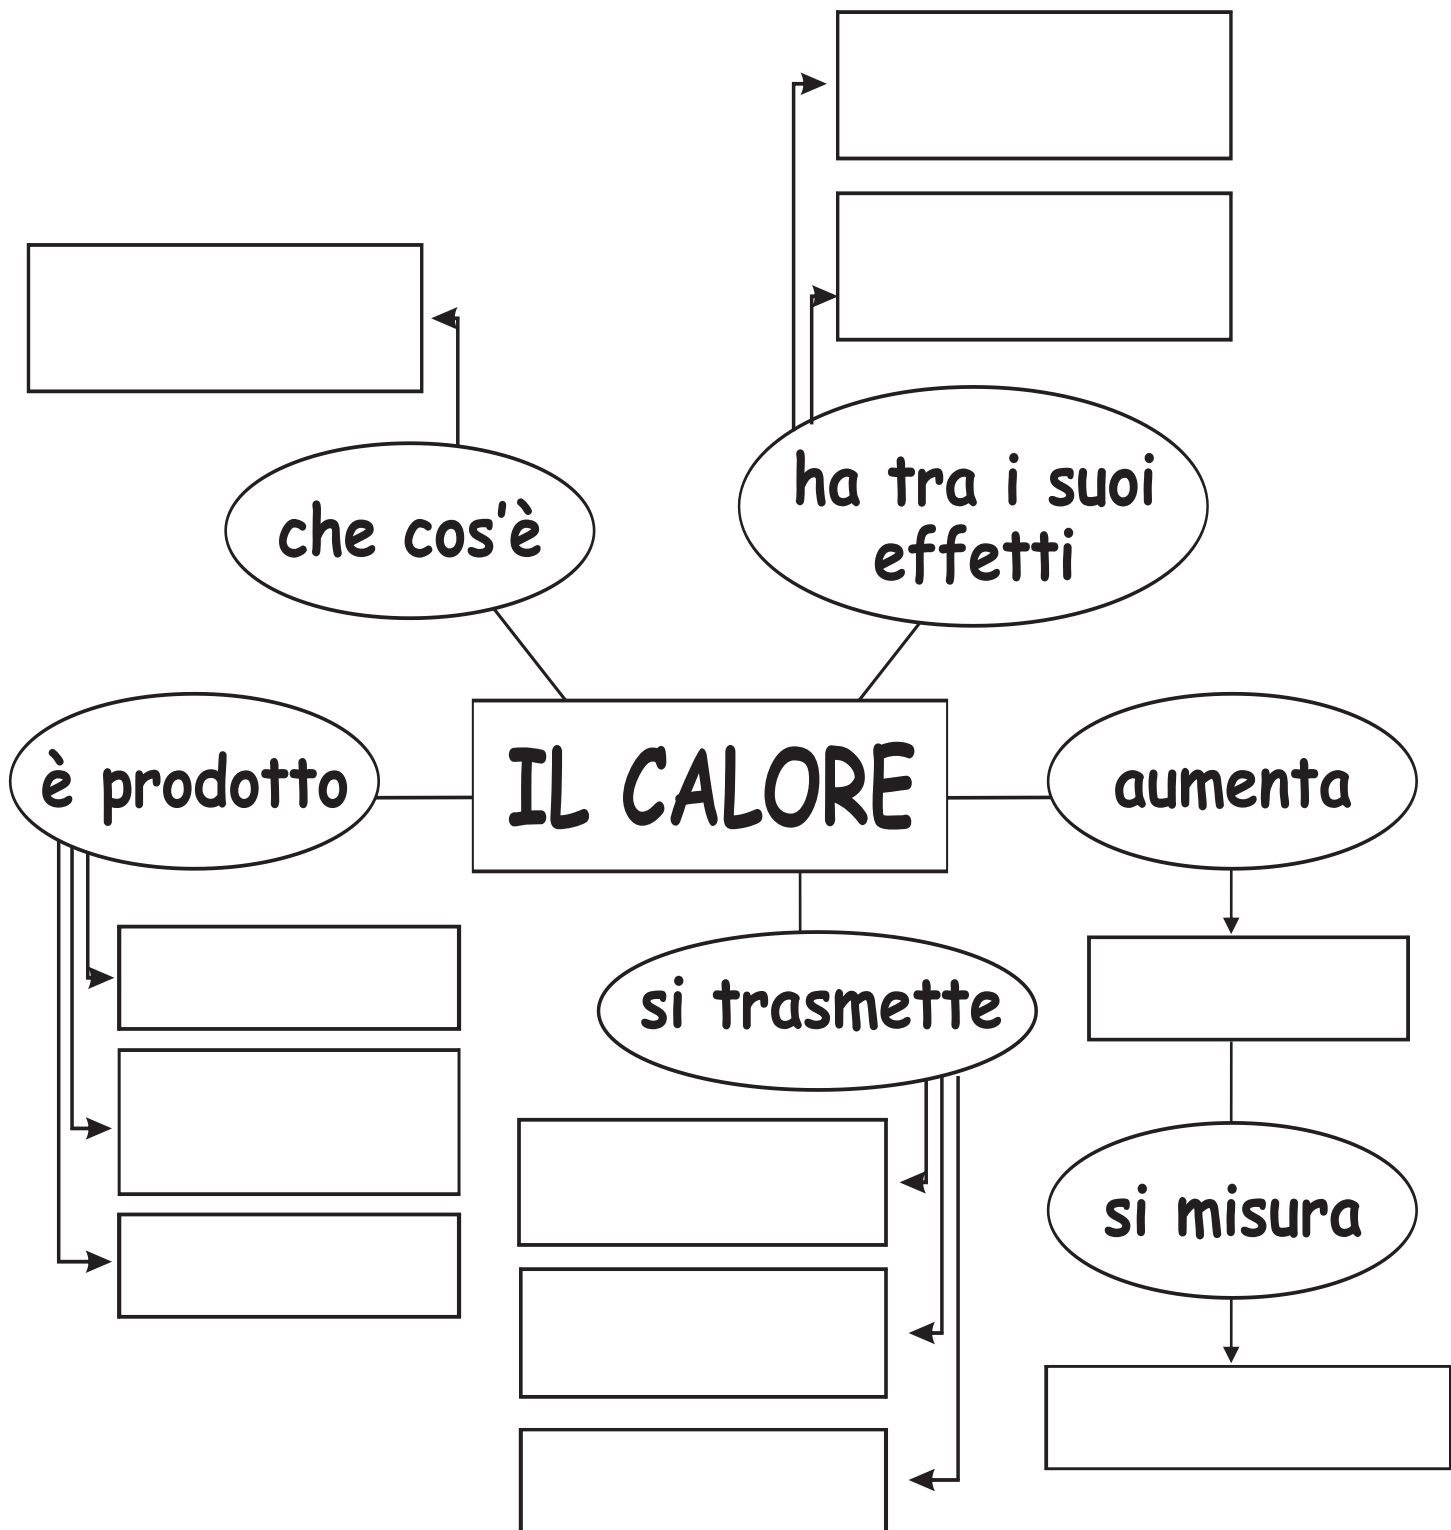 ha tra i suoi
effetti
che cos'è
è prodotto
IL CALORE
aumenta
si trasmette
si misura